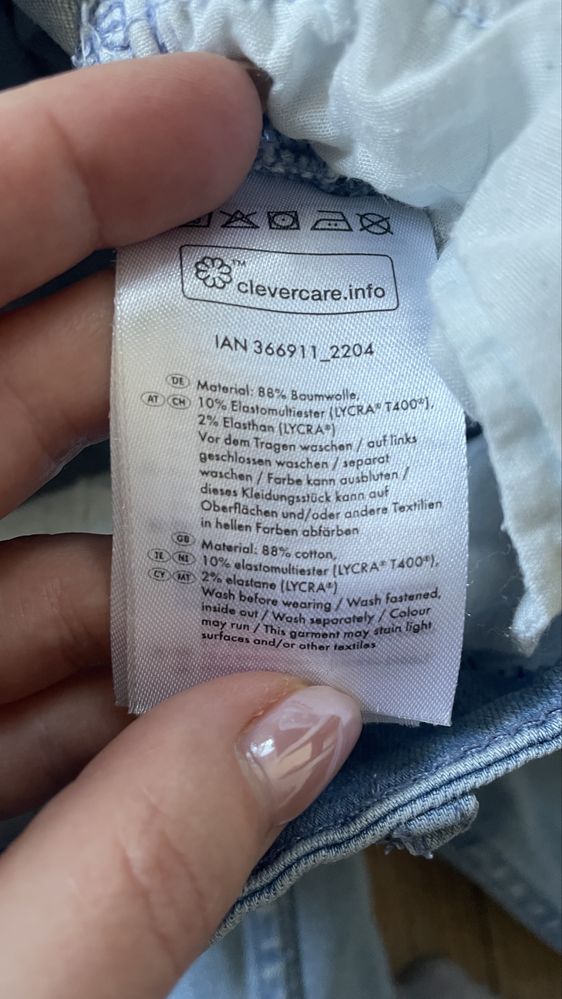 TM
clevercare.info
IAN 366911_2204
DE Material: 88% Baumwolle,
AT CH 10% Elastomultiester (LYCRA® T400®),
2% Elasthan (LYCRA®)
Vor dem Tragen waschen / auf links
geschlossen waschen / separat
waschen / Farbe kann ausbluten /
dieses Kleidungsstück kann auf
Oberflächen und/oder andere Textilien
in hellen Farben abfärben
GB Material: 88% cotton,
IE NI 10% elastomultiester (LYCRA® T400®),
CY MT 2% elastane (LYCRA®)
Wash before wearing / Wash fastened,
inside out / Wash separately / Colour
may run / This garment may stain light
surfaces and/or other textiles